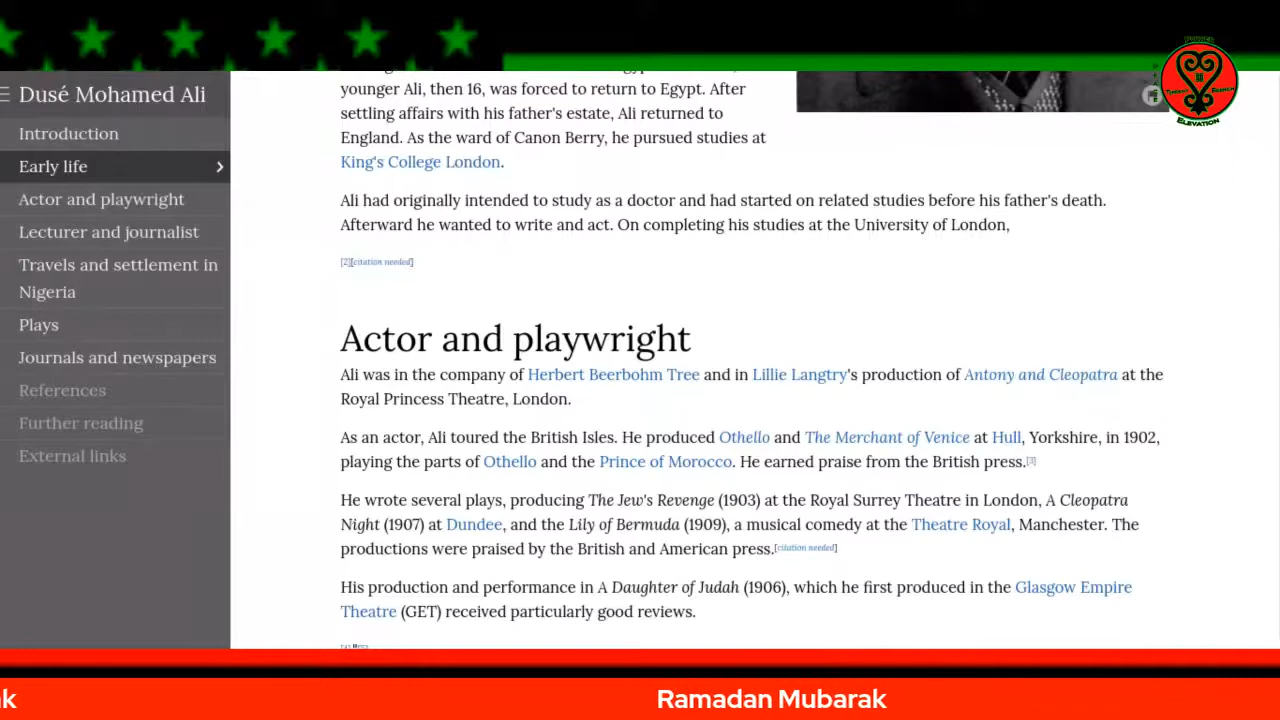 Dusé Mohamed Ali
Introduction
Early life
Actor and playwright
Lecturer and journalist
Travels and settlement in
Nigeria
Plays
Journals and newspapers
References
Further reading
External links
younger Ali, then 16, was forced to return to Egypt. After
settling affairs with his father's estate, Ali returned to
England. As the ward of Canon Berry, he pursued studies at
King's College London.
Ali had originally intended to study as a doctor and had started on related studies before his father's death.
Afterward he wanted to write and act. On completing his studies at the University of London,
[2][citation needed]
Actor and playwright
Ali was in the company of Herbert Beerbohm Tree and in Lillie Langtry's production of Antony and Cleopatra at the
Royal Princess Theatre, London.
As an actor, Ali toured the British Isles. He produced Othello and The Merchant of Venice at Hull, Yorkshire, in 1902,
playing the parts of Othello and the Prince of Morocco. He earned praise from the British press.[3]
He wrote several plays, producing The Jew's Revenge (1903) at the Royal Surrey Theatre in London, A Cleopatra
Night (1907) at Dundee, and the Lily of Bermuda (1909), a musical comedy at the Theatre Royal, Manchester. The
productions were praised by the British and American press.[citation needed]
His production and performance in A Daughter of Judah (1906), which he first produced in the Glasgow Empire
Theatre (GET) received particularly good reviews.
ELEVATION
Ramadan Mubarak